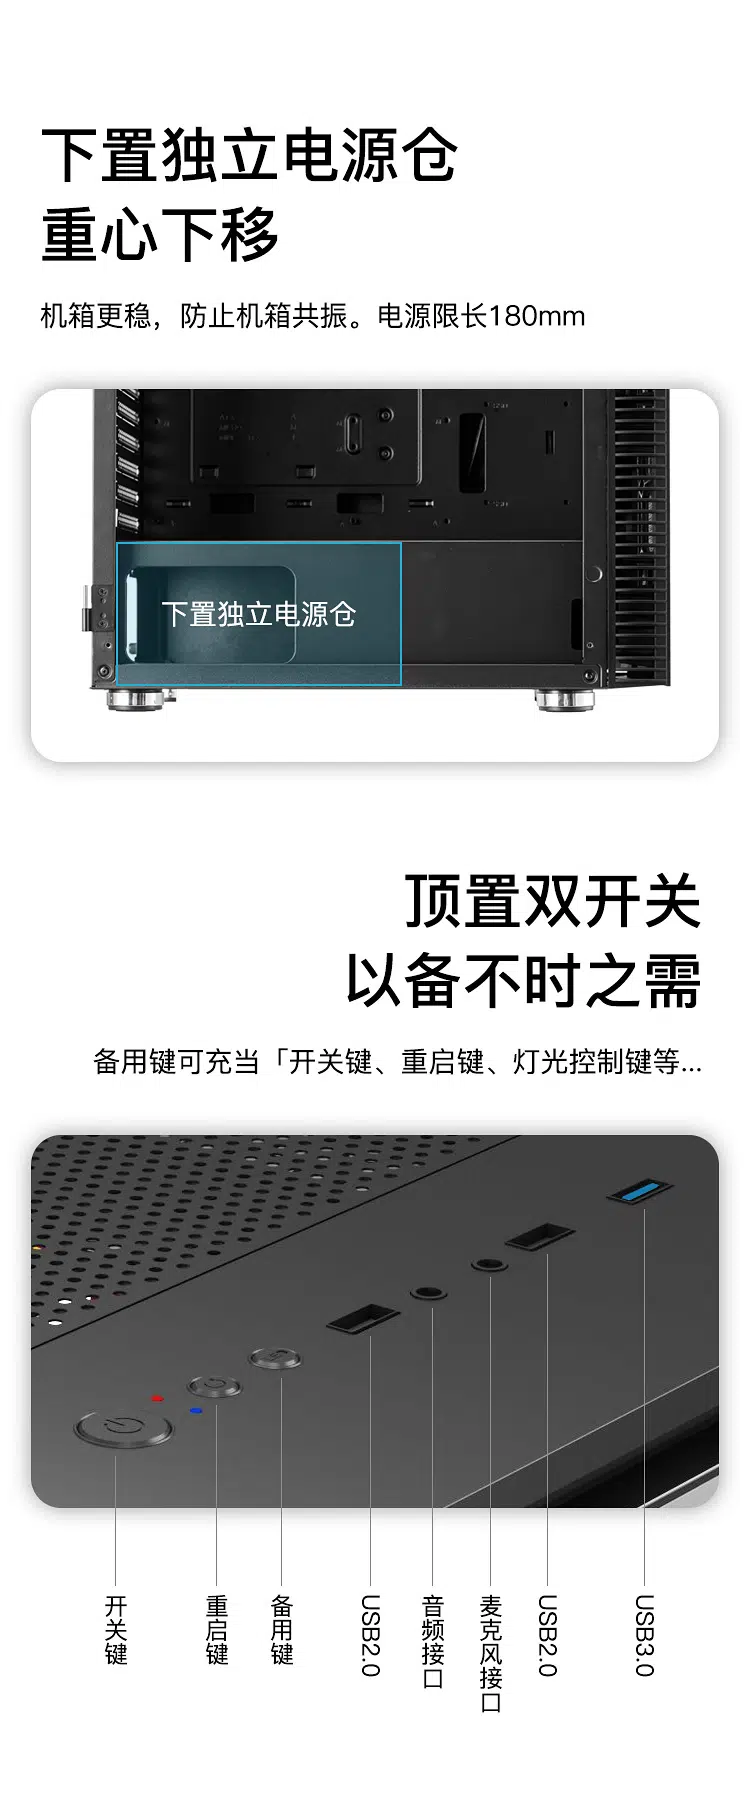 下置独立电源仓
重心下移
机箱更稳，防止机箱共振。电源限长180mm
下置独立电源仓
顶置双开关
以备不时之需
备用键可充当「开关键、重启键、灯光控制键等...
开关键
重启键
备用键
USB2.0
音频接口
麦克风接口
USB2.0
USB3.0